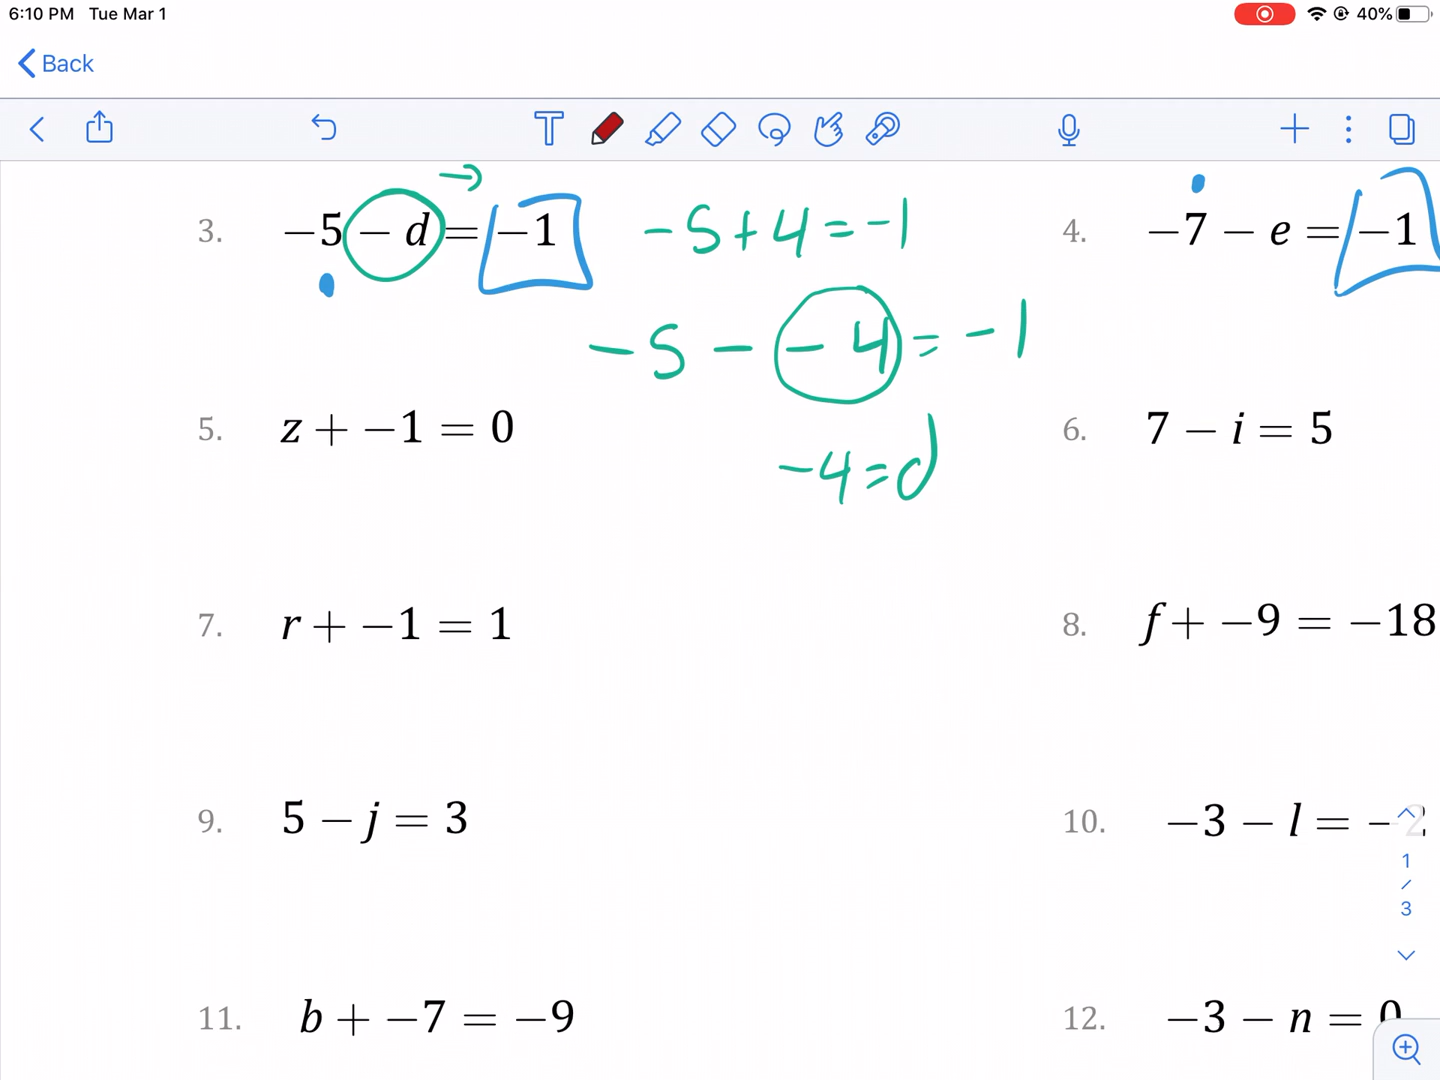 6:10 PM Tue Mar 1
40%
Back
3. −5 − d = −1
-5+4=-1
4. −7 − e = −1
-5 - -4 = -1
5. z + −1 = 0
6. 7 − i = 5
-4=d
7. r + −1 = 1
8. f + −9 = −18
9. 5 − j = 3
10. −3 − l = −2
1
/
3
11. b + −7 = −9
12. −3 − n = 0